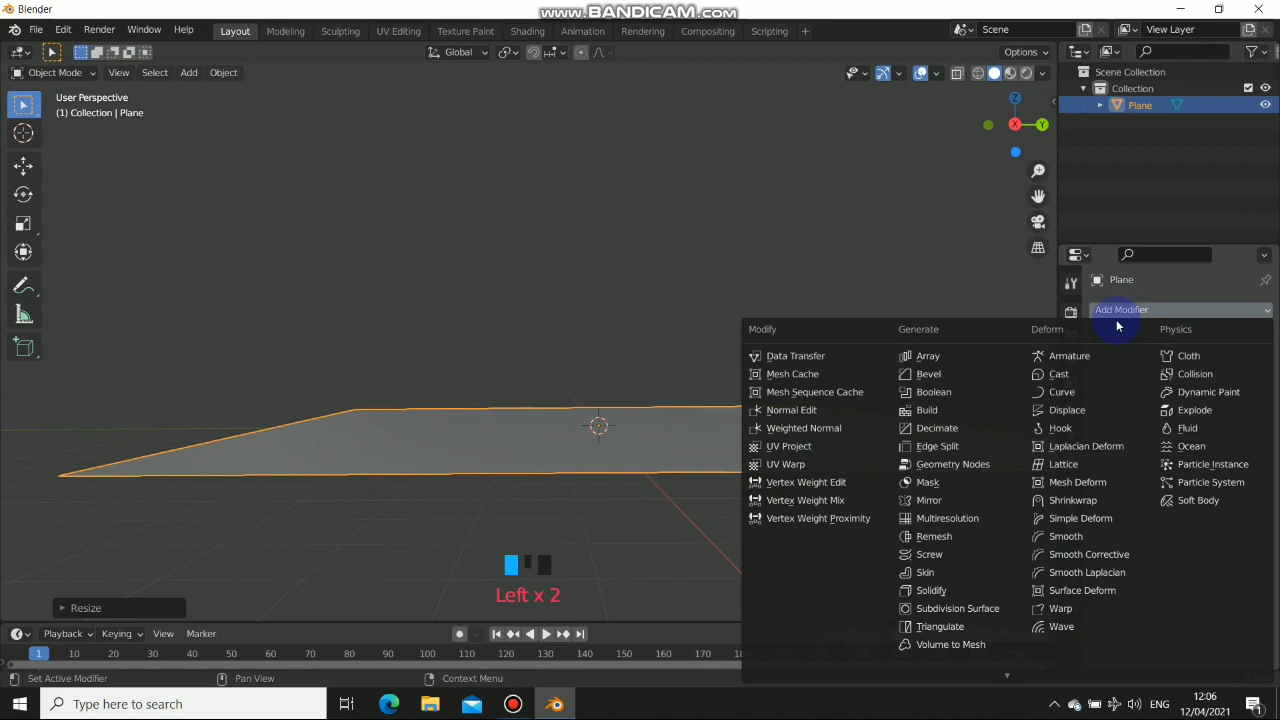 Blender
www.BANDICAM.com
File Edit Render Window Help
Layout Modeling Sculpting UV Editing Texture Paint Shading Animation Rendering Compositing Scripting
Scene
View Layer
Global
Options
Object Mode View Select Add Object
User Perspective
(1) Collection | Plane
Z
X
Y
Scene Collection
Collection
Plane
Plane
Add Modifier
Modify Generate Deform Physics
Data Transfer Array Armature Cloth
Mesh Cache Bevel Cast Collision
Mesh Sequence Cache Boolean Curve Dynamic Paint
Normal Edit Build Displace Explode
Weighted Normal Decimate Hook Fluid
UV Project Edge Split Laplacian Deform Ocean
UV Warp Geometry Nodes Lattice Particle Instance
Vertex Weight Edit Mask Mesh Deform Particle System
Vertex Weight Mix Mirror Shrinkwrap Soft Body
Vertex Weight Proximity Multiresolution Simple Deform
Remesh Smooth
Screw Smooth Corrective
Skin Smooth Laplacian
Solidify Surface Deform
Subdivision Surface Warp
Triangulate Wave
Volume to Mesh
Left x 2
Resize
Playback Keying View Marker
1 10 20 30 40 50 60 70 80 90 100 110 120 130 140 150 160 170
Set Active Modifier Pan View Context Menu
Type here to search
ENG
12:06
12/04/2021
1